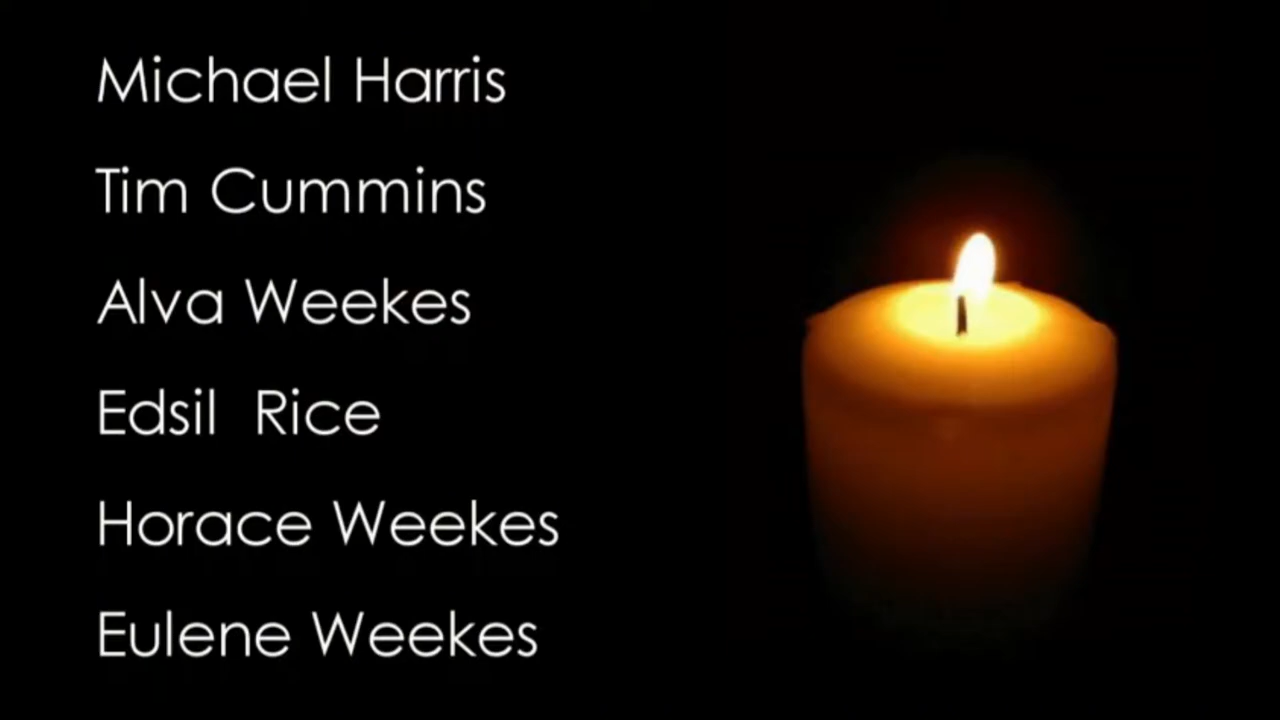 Michael Harris
Tim Cummins
Alva Weekes
Edsil  Rice
Horace Weekes
Eulene Weekes